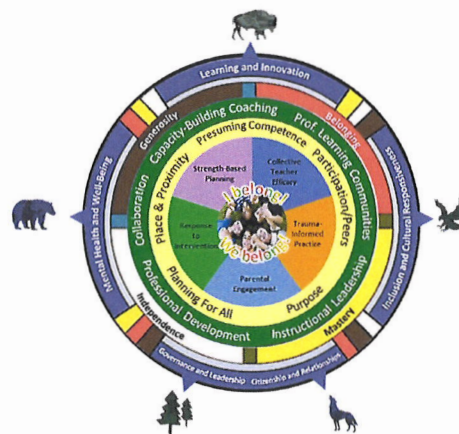 Learning and Innovation
Inclusion and Cultural Responsiveness
Citizenship and Relationships
Governance and Leadership
Mental Health and Well-Being
Generosity
Belonging
Mastery
Independence
Capacity-Building Coaching
Prof. Learning Communities
Instructional Leadership
Professional Development
Collaboration
Presuming Competence
Participation/Peers
Purpose
Planning For All
Place & Proximity
Strength-Based
Planning
Collective
Teacher
Efficacy
Trauma-
Informed
Practice
Parental
Engagement
Response
to
Intervention
I belong!
We belong!